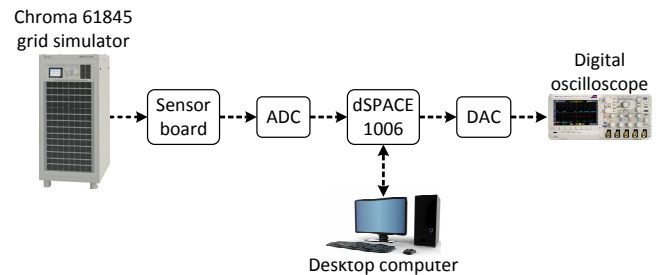 Chroma 61845
grid simulator
Sensor
board
ADC
dSPACE
1006
DAC
Digital
oscilloscope
Desktop computer